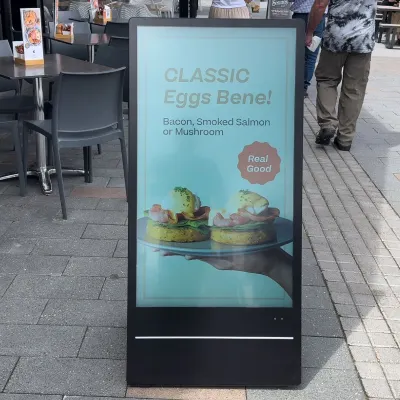 CLASSIC
Eggs Bene!
Bacon, Smoked Salmon
or Mushroom
Real
Good